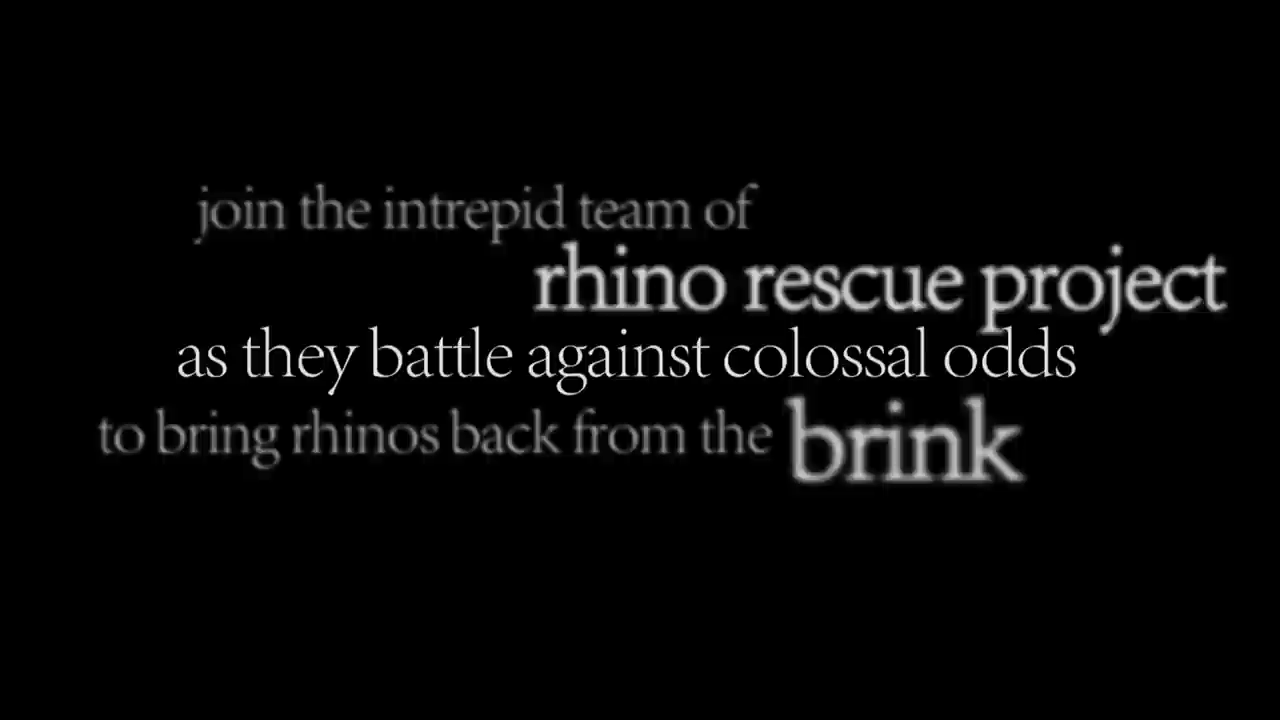 join the intrepid team of
rhino rescue project
as they battle against colossal odds
to bring rhinos back from the brink